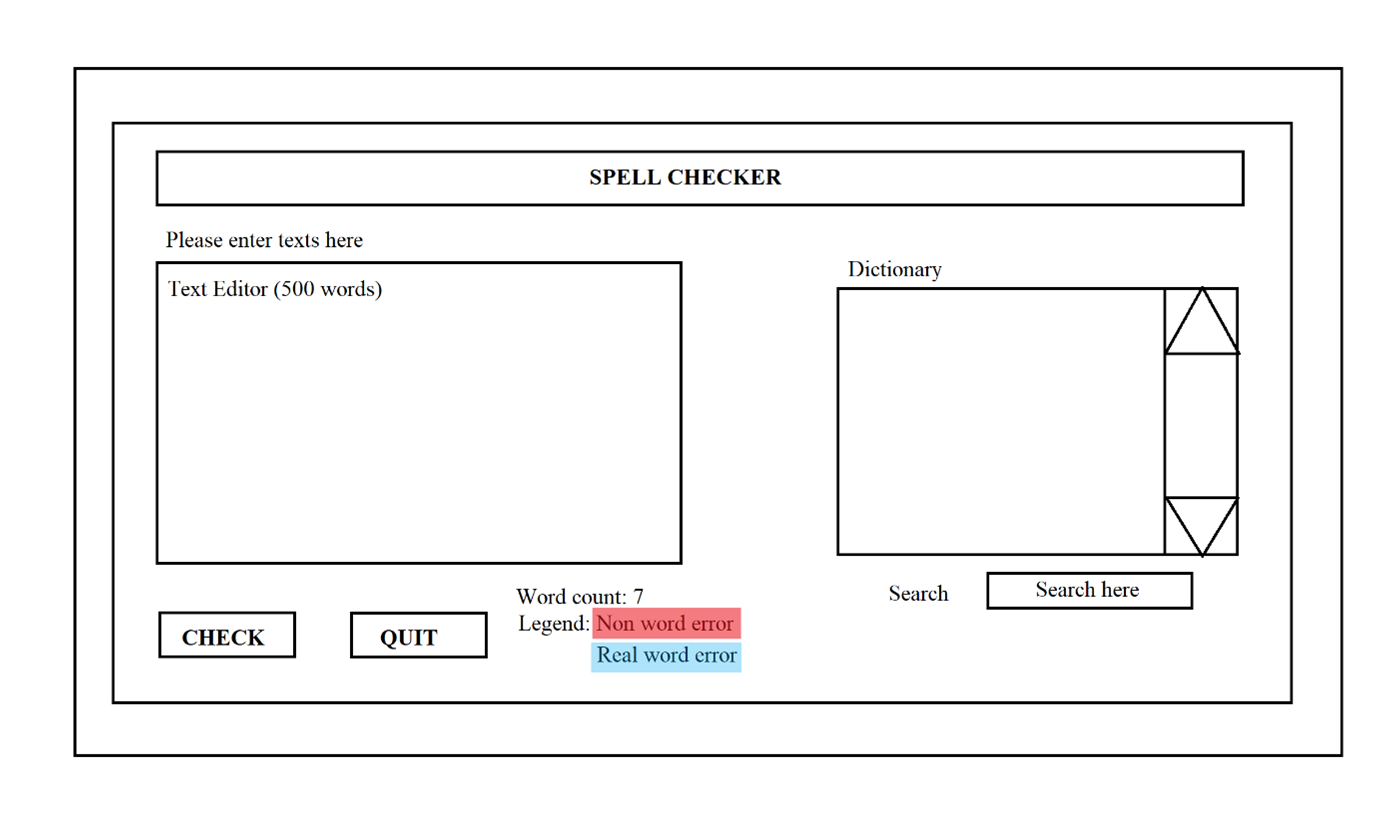 SPELL CHECKER
Please enter texts here
Text Editor (500 words)
Dictionary
Search
Search here
Word count: 7
Legend: Non word error
Real word error
CHECK
QUIT